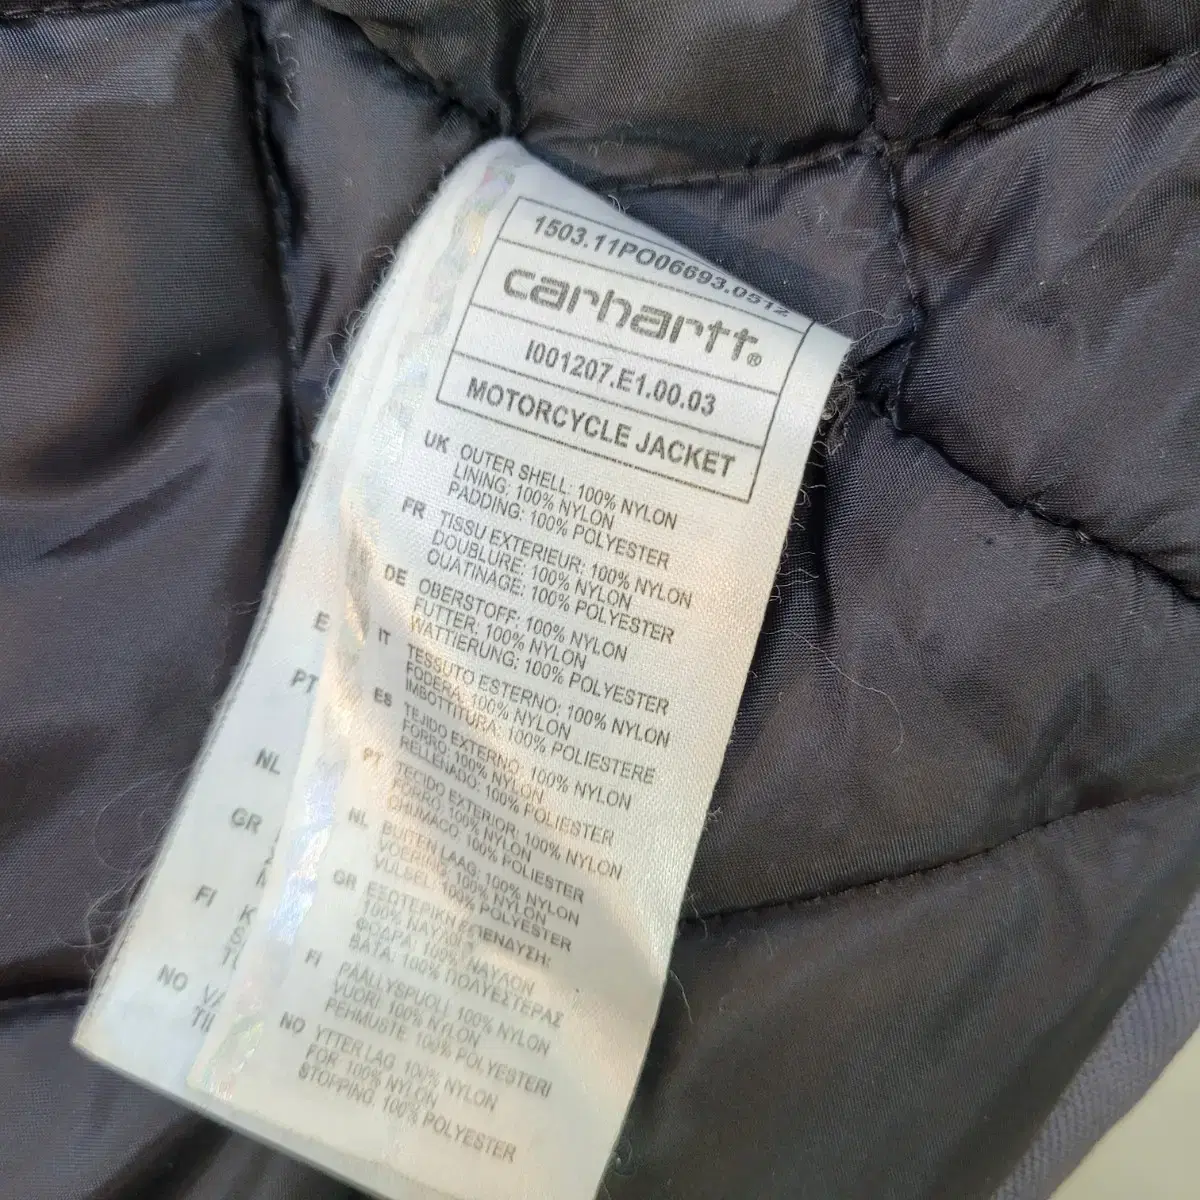 1503.11PO06693.0512
carhartt®
I001207.E1.00.03
MOTORCYCLE JACKET
UK OUTER SHELL: 100% NYLON
LINING: 100% NYLON
PADDING: 100% POLYESTER
FR TISSU EXTERIEUR: 100% NYLON
DOUBLURE: 100% NYLON
OUATINAGE: 100% POLYESTER
DE OBERSTOFF: 100% NYLON
FUTTER: 100% NYLON
WATTIERUNG: 100% POLYESTER
IT TESSUTO ESTERNO: 100% NYLON
FODERA: 100% NYLON
IMBOTTITURA: 100% POLIESTERE
ES TEJIDO EXTERNO: 100% NYLON
FORRO: 100% NYLON
RELLENADO: 100% POLIESTER
PT TECIDO EXTERIOR: 100% NYLON
FORRO: 100% NYLON
CHUMACO: 100% POLIESTER
NL BUITEN LAAG: 100% NYLON
VOERING: 100% NYLON
VULSEL: 100% POLYESTER
GR ΕΞΩΤΕΡΙΚΗ ΕΠΕΝΔΥΣΗ:
100% ΝΑΥΛΟΝ
ΦΟΔΡΑ: 100% ΝΑΥΛΟΝ
ΒΑΤΑ: 100% ΠΟΛΥΕΣΤΕΡΑΣ
FI PÄÄLLYSPUOLI: 100% NYLON
VUORI: 100% NYLON
PEHMUSTE: 100% POLYESTERI
NO YTTER LAG: 100% NYLON
FOR: 100% NYLON
STOPPING: 100% POLYESTER
PT
NL
GR
FI
NO